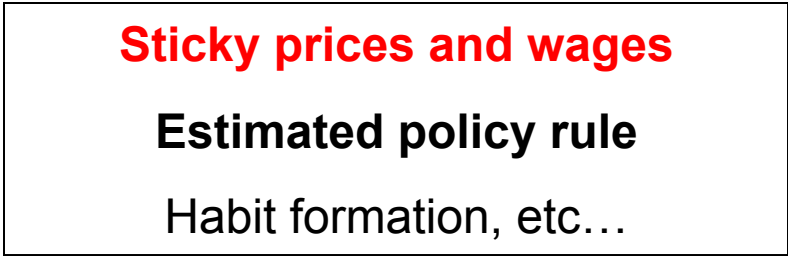 Sticky prices and wages
Estimated policy rule
Habit formation, etc…